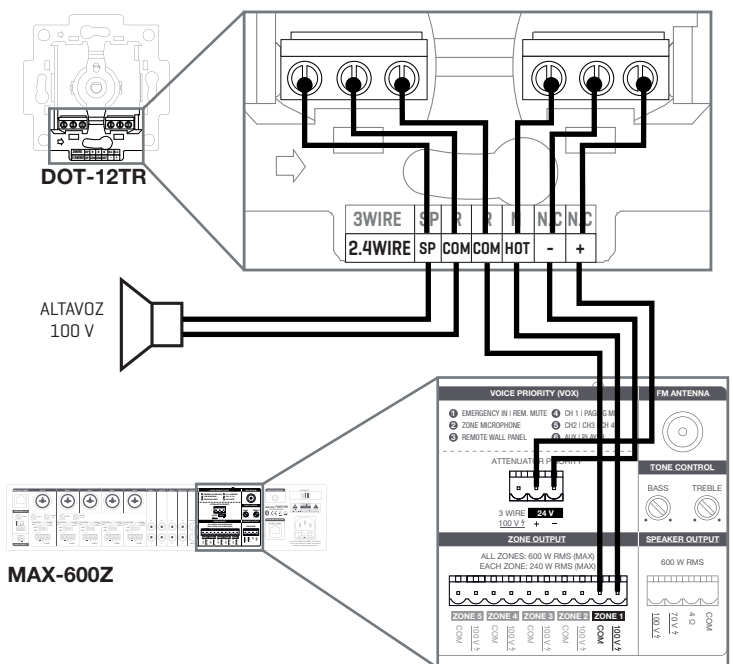 DOT-12TR
3WIRE SP R R N N.C N.C
2.4WIRE SP COM COM HOT - +
ALTAVOZ
100 V
MAX-600Z
VOICE PRIORITY (VOX)
1 EMERGENCY IN | REM. MUTE
2 ZONE MICROPHONE
3 REMOTE WALL PANEL
4 CH 1 | PAGING
5 CH2 | CH3 | CH 4
6 AUX | PLAYER
FM ANTENNA
ATTENUATOR PRIORITY
3 WIRE 24 V
100 V + −
TONE CONTROL
BASS TREBLE
ZONE OUTPUT
ALL ZONES: 600 W RMS (MAX)
EACH ZONE: 240 W RMS (MAX)
ZONE 5 ZONE 4 ZONE 3 ZONE 2 ZONE 1
COM 100 V COM 100 V COM 100 V COM 100 V COM 100 V
SPEAKER OUTPUT
600 W RMS
100 V 70 V 4 Ω COM